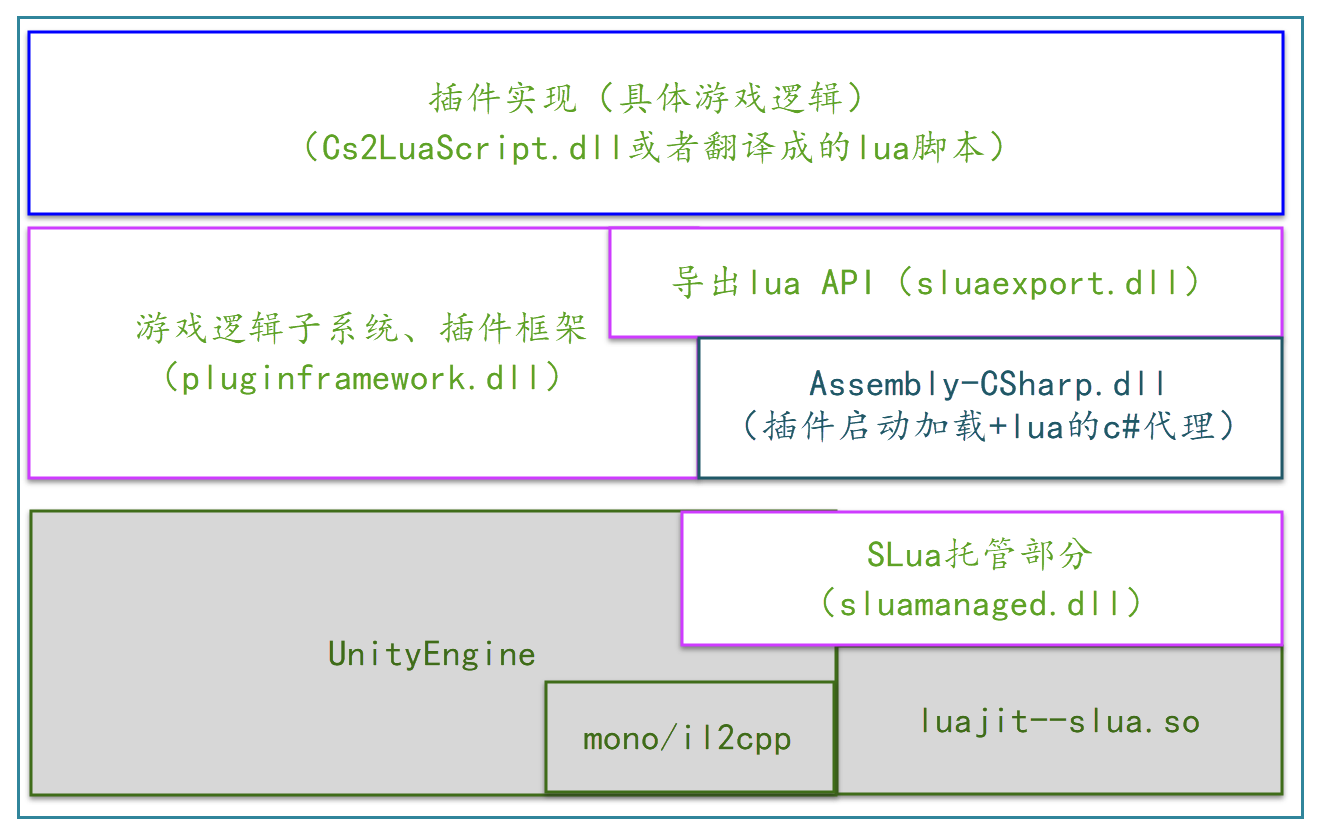 插件实现（具体游戏逻辑）
（Cs2LuaScript.dll或者翻译成的lua脚本）
导出lua API（sluaexport.dll）
游戏逻辑子系统、插件框架
（pluginframework.dll）
Assembly-CSharp.dll
（插件启动加载+lua的c#代理）
SLua托管部分
（sluamanaged.dll）
UnityEngine
mono/il2cpp
luajit--slua.so